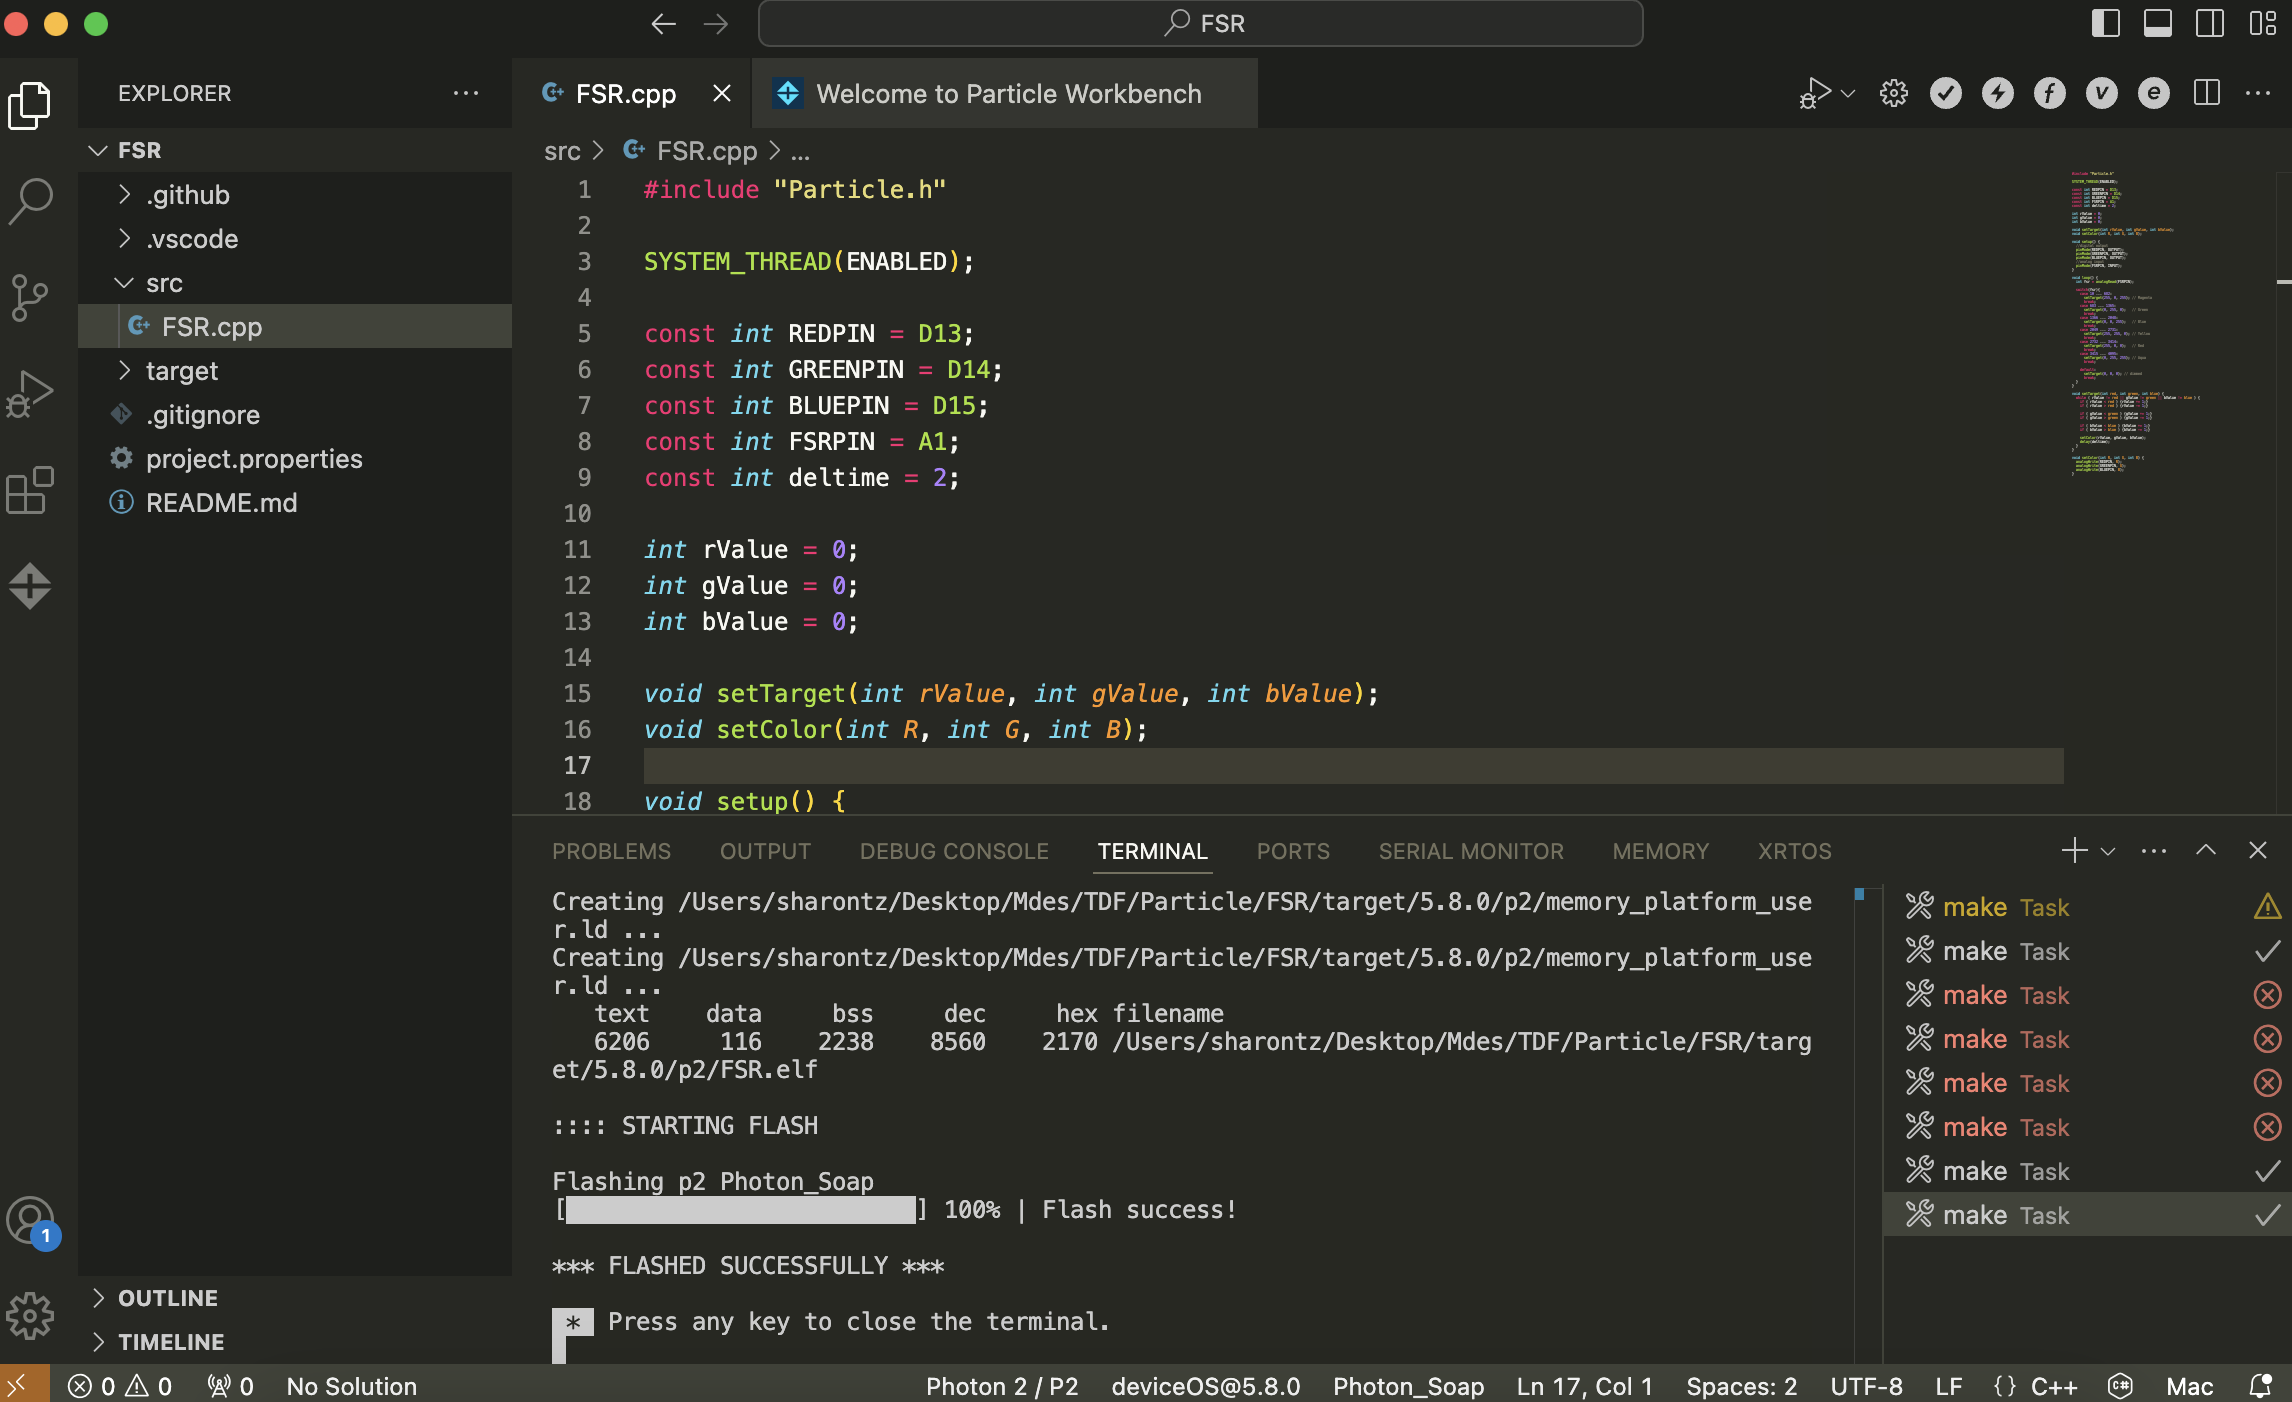 FSR
EXPLORER
FSR
.github
.vscode
src
FSR.cpp
target
.gitignore
project.properties
README.md
OUTLINE
TIMELINE
1
FSR.cpp
Welcome to Particle Workbench
src > FSR.cpp > ...
1 #include "Particle.h"
2
3 SYSTEM_THREAD(ENABLED);
4
5 const int REDPIN = D13;
6 const int GREENPIN = D14;
7 const int BLUEPIN = D15;
8 const int FSRPIN = A1;
9 const int deltime = 2;
10
11 int rValue = 0;
12 int gValue = 0;
13 int bValue = 0;
14
15 void setTarget(int rValue, int gValue, int bValue);
16 void setColor(int R, int G, int B);
17
18 void setup() {
PROBLEMS OUTPUT DEBUG CONSOLE TERMINAL PORTS SERIAL MONITOR MEMORY XRTOS
Creating /Users/sharontz/Desktop/Mdes/TDF/Particle/FSR/target/5.8.0/p2/memory_platform_use
r.ld ...
Creating /Users/sharontz/Desktop/Mdes/TDF/Particle/FSR/target/5.8.0/p2/memory_platform_use
r.ld ...
text data bss dec hex filename
6206 116 2238 8560 2170 /Users/sharontz/Desktop/Mdes/TDF/Particle/FSR/targ
et/5.8.0/p2/FSR.elf
:::: STARTING FLASH
Flashing p2 Photon_Soap
[ ] 100% | Flash success!
*** FLASHED SUCCESSFULLY ***
* Press any key to close the terminal.
make Task
make Task
make Task
make Task
make Task
make Task
make Task
make Task
0 0 0 No Solution Photon 2 / P2 deviceOS@5.8.0 Photon_Soap Ln 17, Col 1 Spaces: 2 UTF-8 LF {} C++ Mac